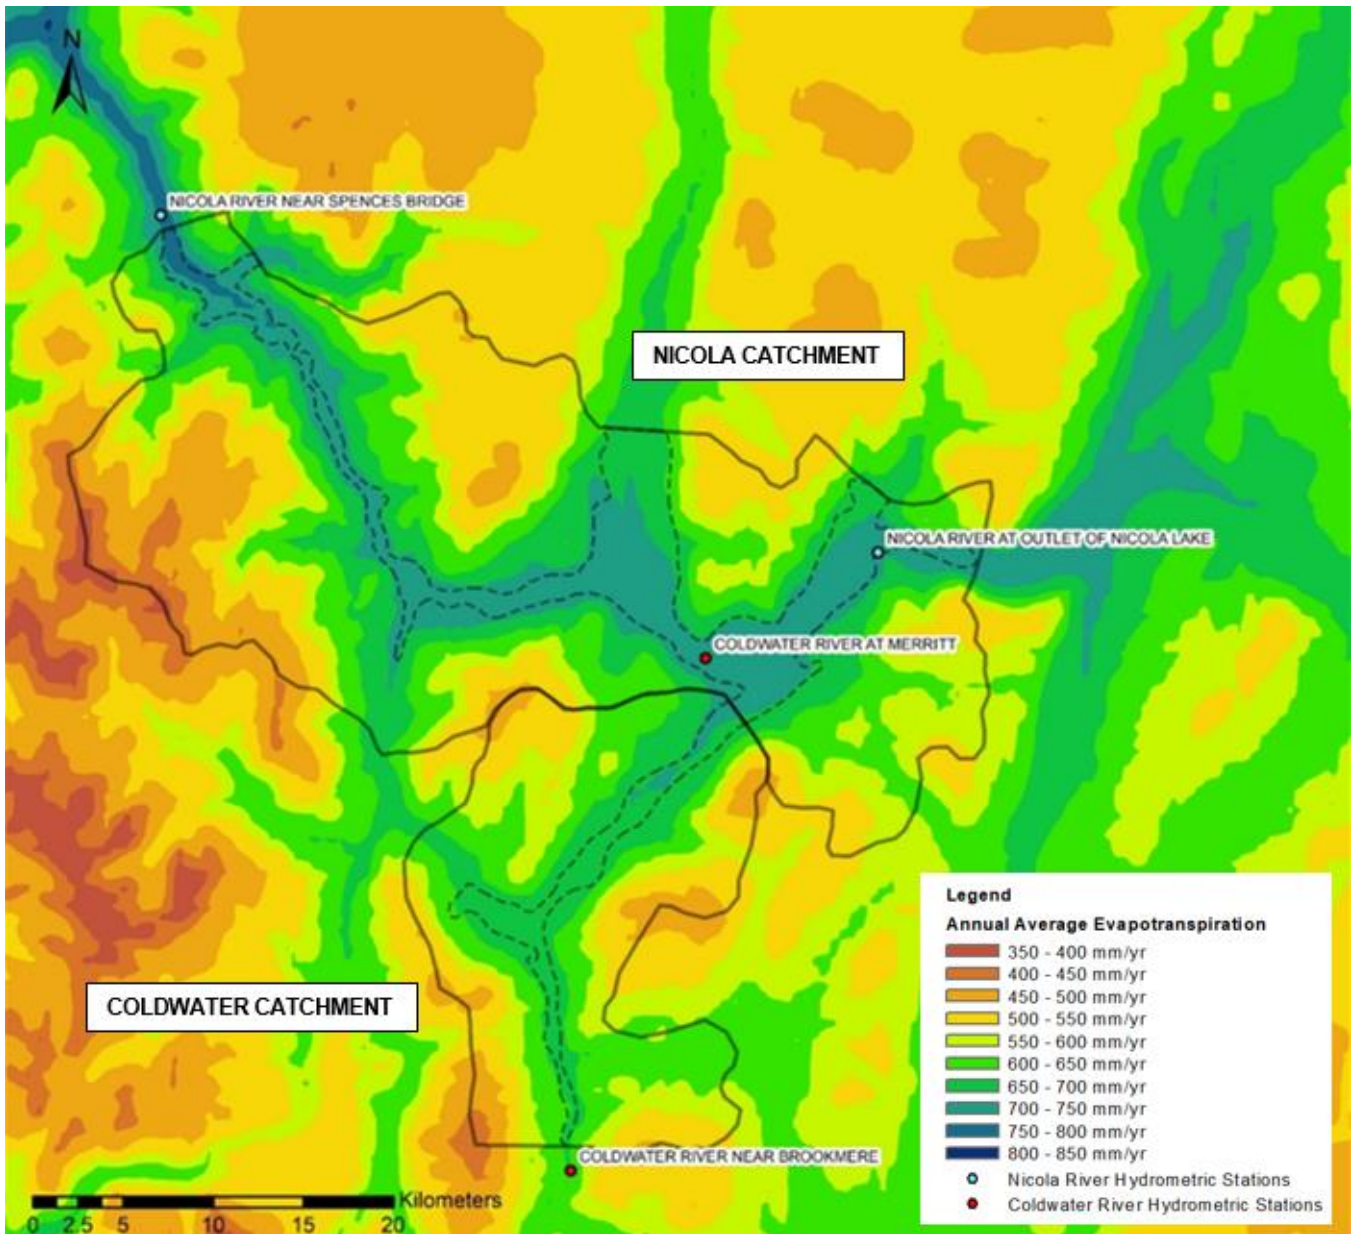 N
NICOLA RIVER NEAR SPENCES BRIDGE
NICOLA CATCHMENT
NICOLA RIVER AT OUTLET OF NICOLA LAKE
COLDWATER RIVER AT MERRITT
COLDWATER CATCHMENT
COLDWATER RIVER NEAR BROOKMERE
Kilometers
0 2.5 5 10 15 20
Legend
Annual Average Evapotranspiration
350 - 400 mm/yr
400 - 450 mm/yr
450 - 500 mm/yr
500 - 550 mm/yr
550 - 600 mm/yr
600 - 650 mm/yr
650 - 700 mm/yr
700 - 750 mm/yr
750 - 800 mm/yr
800 - 850 mm/yr
Nicola River Hydrometric Stations
Coldwater River Hydrometric Stations